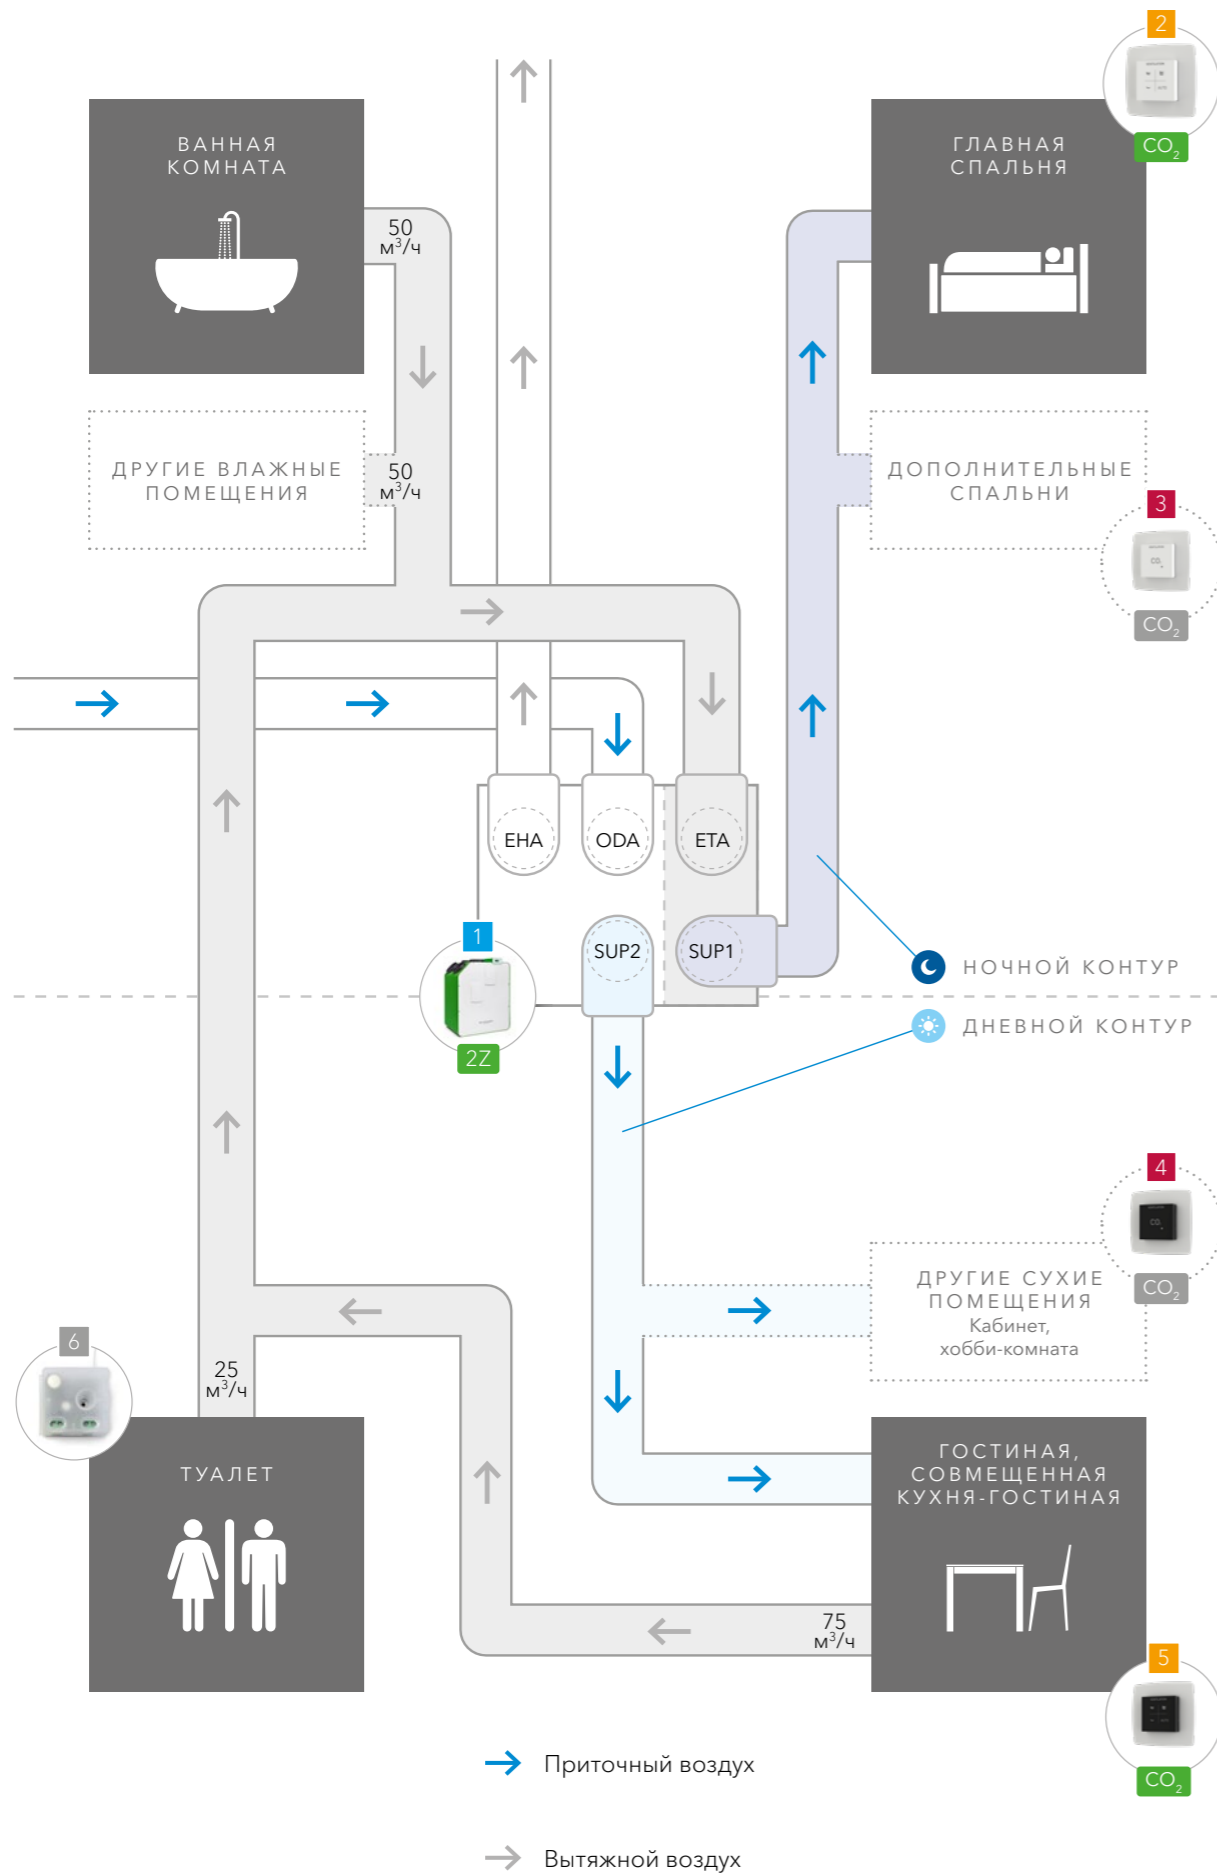 2
CO₂
ВАННАЯ
КОМНАТА
ГЛАВНАЯ
СПАЛЬНЯ
50
м³/ч
ДРУГИЕ ВЛАЖНЫЕ
ПОМЕЩЕНИЯ
50
м³/ч
ДОПОЛНИТЕЛЬНЫЕ
СПАЛЬНИ
3
CO₂
CO₂
EHA
ODA
ETA
1
SUP2
SUP1
2Z
НОЧНОЙ КОНТУР
ДНЕВНОЙ КОНТУР
4
CO₂
CO₂
ДРУГИЕ СУХИЕ
ПОМЕЩЕНИЯ
Кабинет,
хобби-комната
6
25
м³/ч
ТУАЛЕТ
ГОСТИНАЯ,
СОВМЕЩЕННАЯ
КУХНЯ-ГОСТИНАЯ
75
м³/ч
5
CO₂
Приточный воздух
Вытяжной воздух